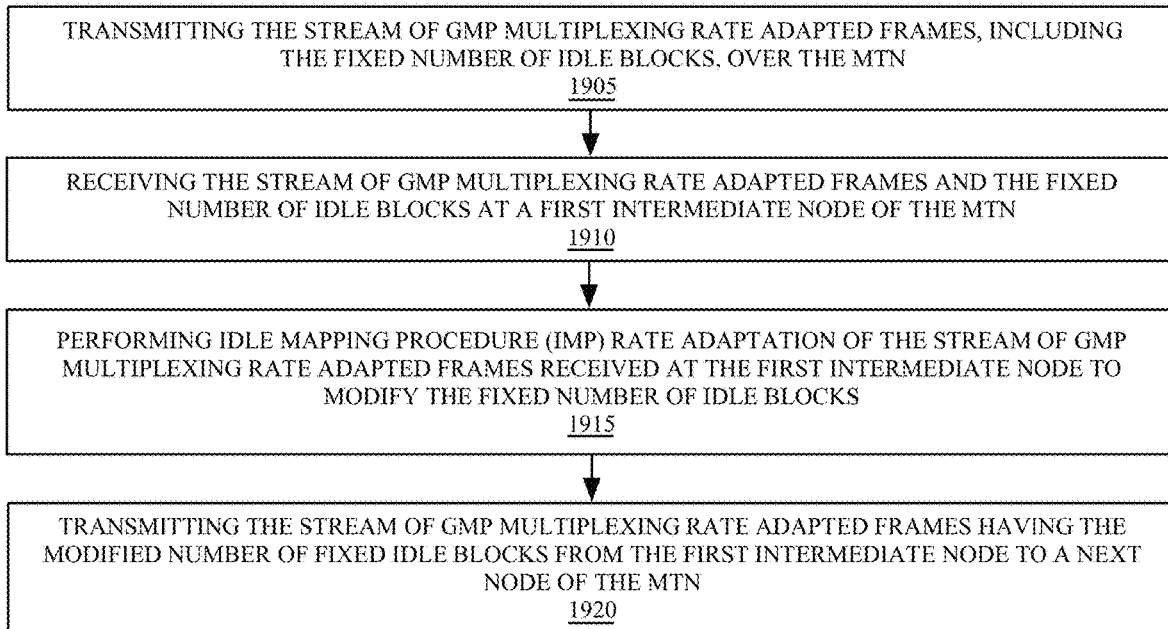 TRANSMITTING THE STREAM OF GMP MULTIPLEXING RATE ADAPTED FRAMES, INCLUDING
THE FIXED NUMBER OF IDLE BLOCKS, OVER THE MTN
1905
RECEIVING THE STREAM OF GMP MULTIPLEXING RATE ADAPTED FRAMES AND THE FIXED
NUMBER OF IDLE BLOCKS AT A FIRST INTERMEDIATE NODE OF THE MTN
1910
PERFORMING IDLE MAPPING PROCEDURE (IMP) RATE ADAPTATION OF THE STREAM OF GMP
MULTIPLEXING RATE ADAPTED FRAMES RECEIVED AT THE FIRST INTERMEDIATE NODE TO
MODIFY THE FIXED NUMBER OF IDLE BLOCKS
1915
TRANSMITTING THE STREAM OF GMP MULTIPLEXING RATE ADAPTED FRAMES HAVING THE
MODIFIED NUMBER OF FIXED IDLE BLOCKS FROM THE FIRST INTERMEDIATE NODE TO A NEXT
NODE OF THE MTN
1920